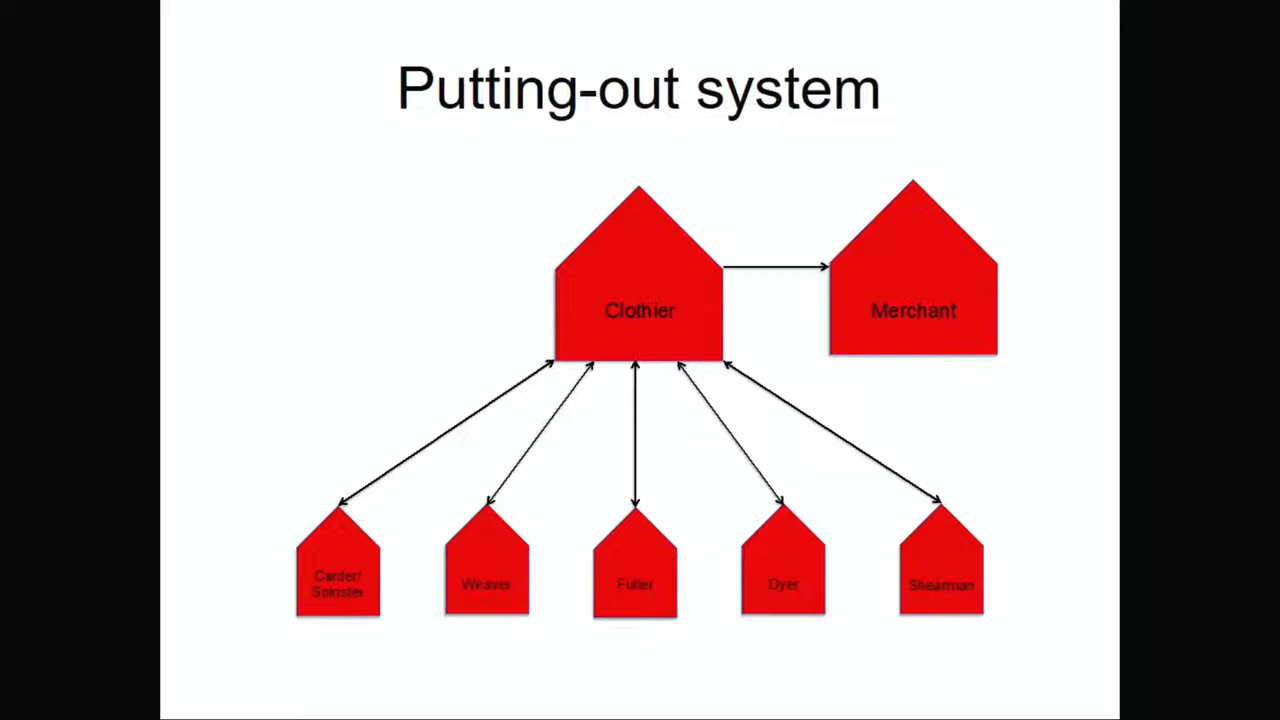 Putting-out system
Clothier
Merchant
Carder/
Spinster
Weaver
Fuller
Dyer
Shearman